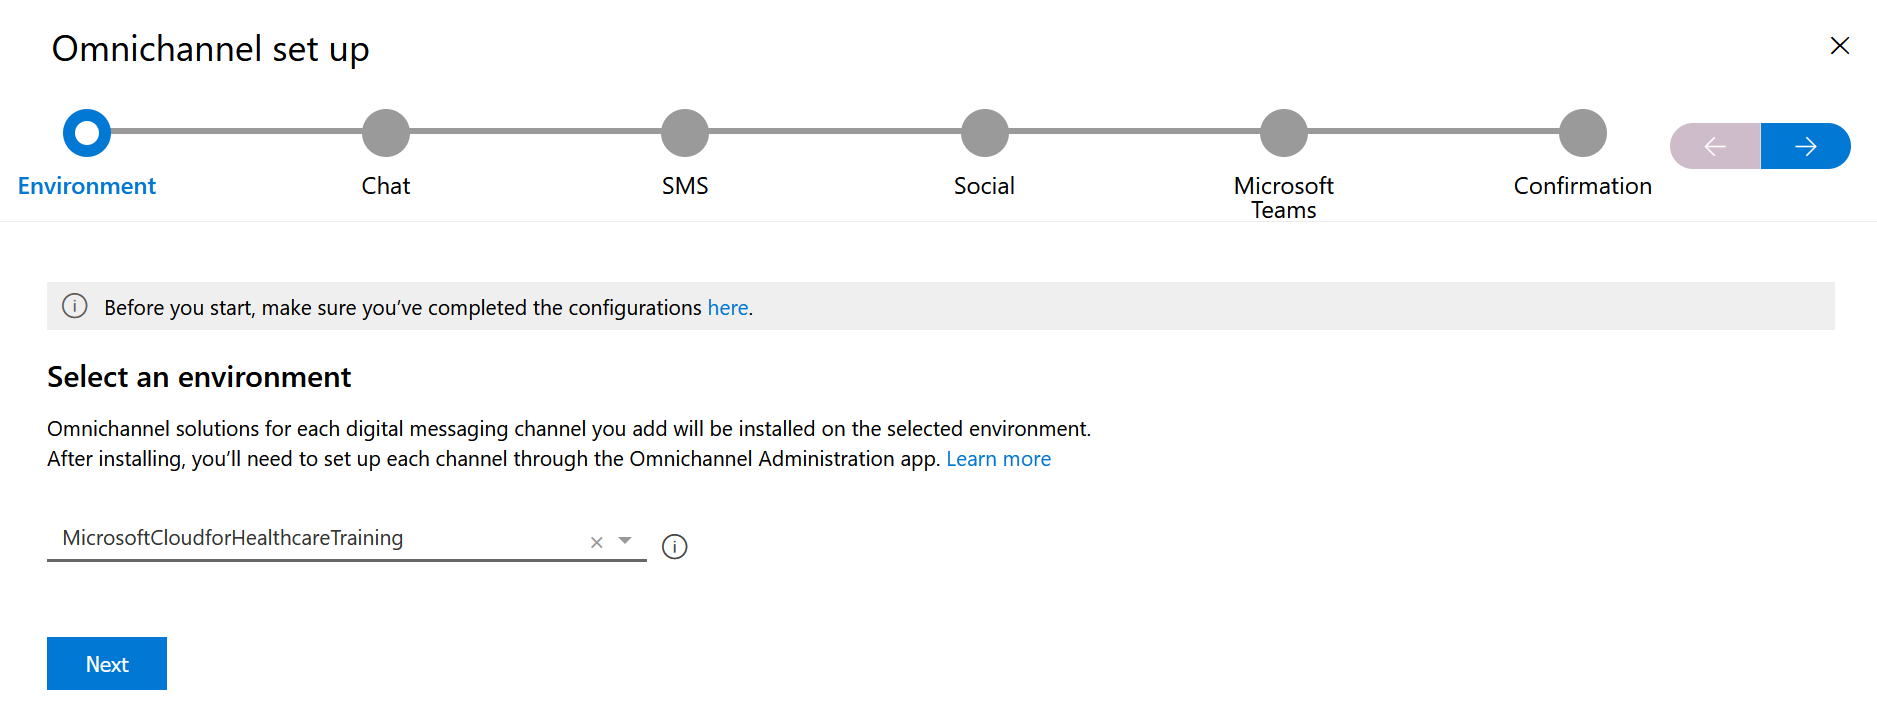 Omnichannel set up
Environment
Chat
SMS
Social
Microsoft
Teams
Confirmation
Before you start, make sure you’ve completed the configurations here.
Select an environment
Omnichannel solutions for each digital messaging channel you add will be installed on the selected environment.
After installing, you’ll need to set up each channel through the Omnichannel Administration app. Learn more
MicrosoftCloudforHealthcareTraining
Next